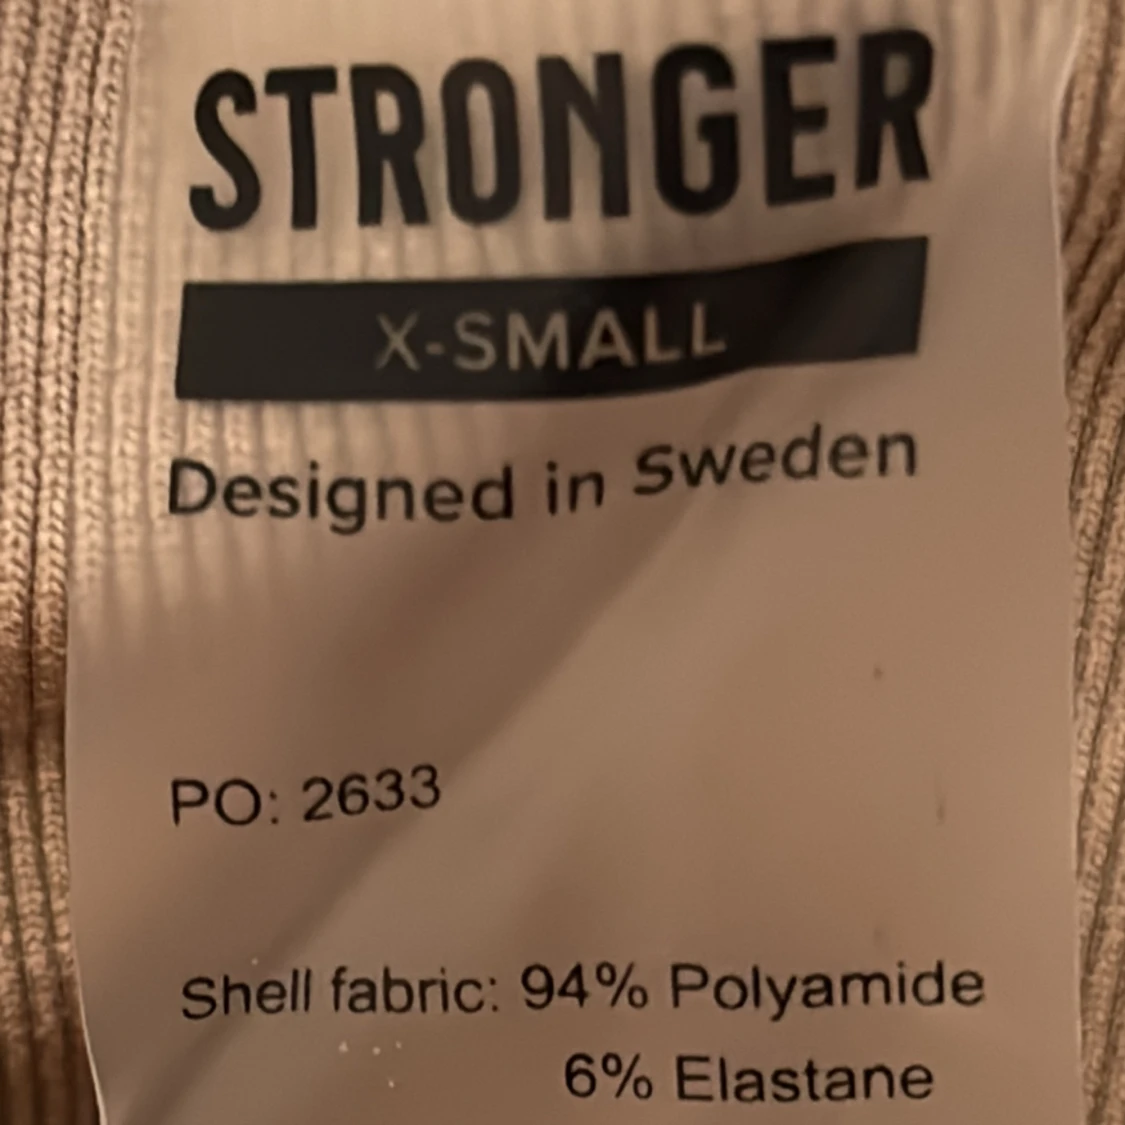 STRONGER
X-SMALL
Designed in Sweden
PO: 2633
Shell fabric: 94% Polyamide
6% Elastane